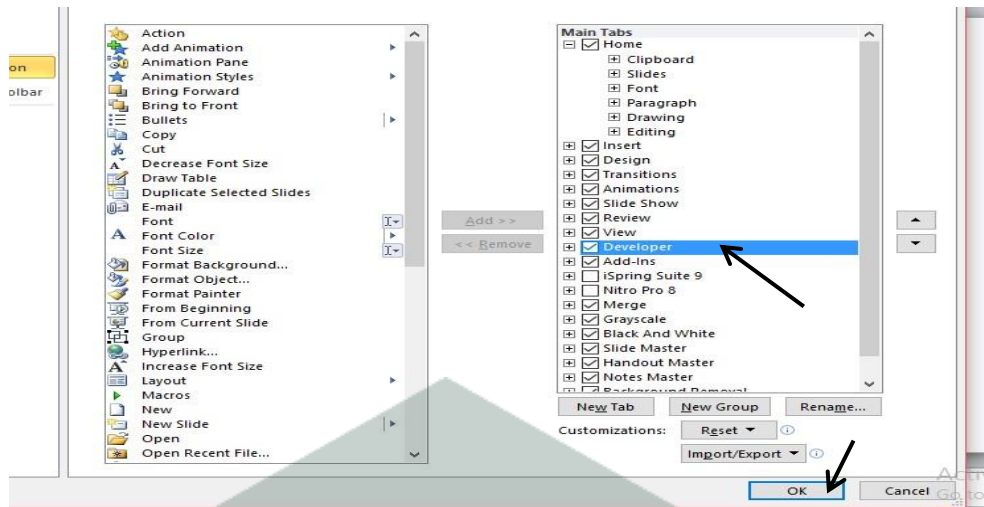 on
olbar
Action
Add Animation
Animation Pane
Animation Styles
Bring Forward
Bring to Front
Bullets
Copy
Cut
Decrease Font Size
Draw Table
Duplicate Selected Slides
E-mail
Font
Font Color
Font Size
Format Background...
Format Object...
Format Painter
From Beginning
From Current Slide
Group
Hyperlink...
Increase Font Size
Layout
Macros
New
New Slide
Open
Open Recent File...
Add >>
<< Remove
Main Tabs
Home
Clipboard
Slides
Font
Paragraph
Drawing
Editing
Insert
Design
Transitions
Animations
Slide Show
Review
View
Developer
Add-Ins
iSpring Suite 9
Nitro Pro 8
Merge
Grayscale
Black And White
Slide Master
Handout Master
Notes Master
Background Removal
New Tab New Group Rename...
Customizations: Reset
Import/Export
OK Cancel
Activ
Go to